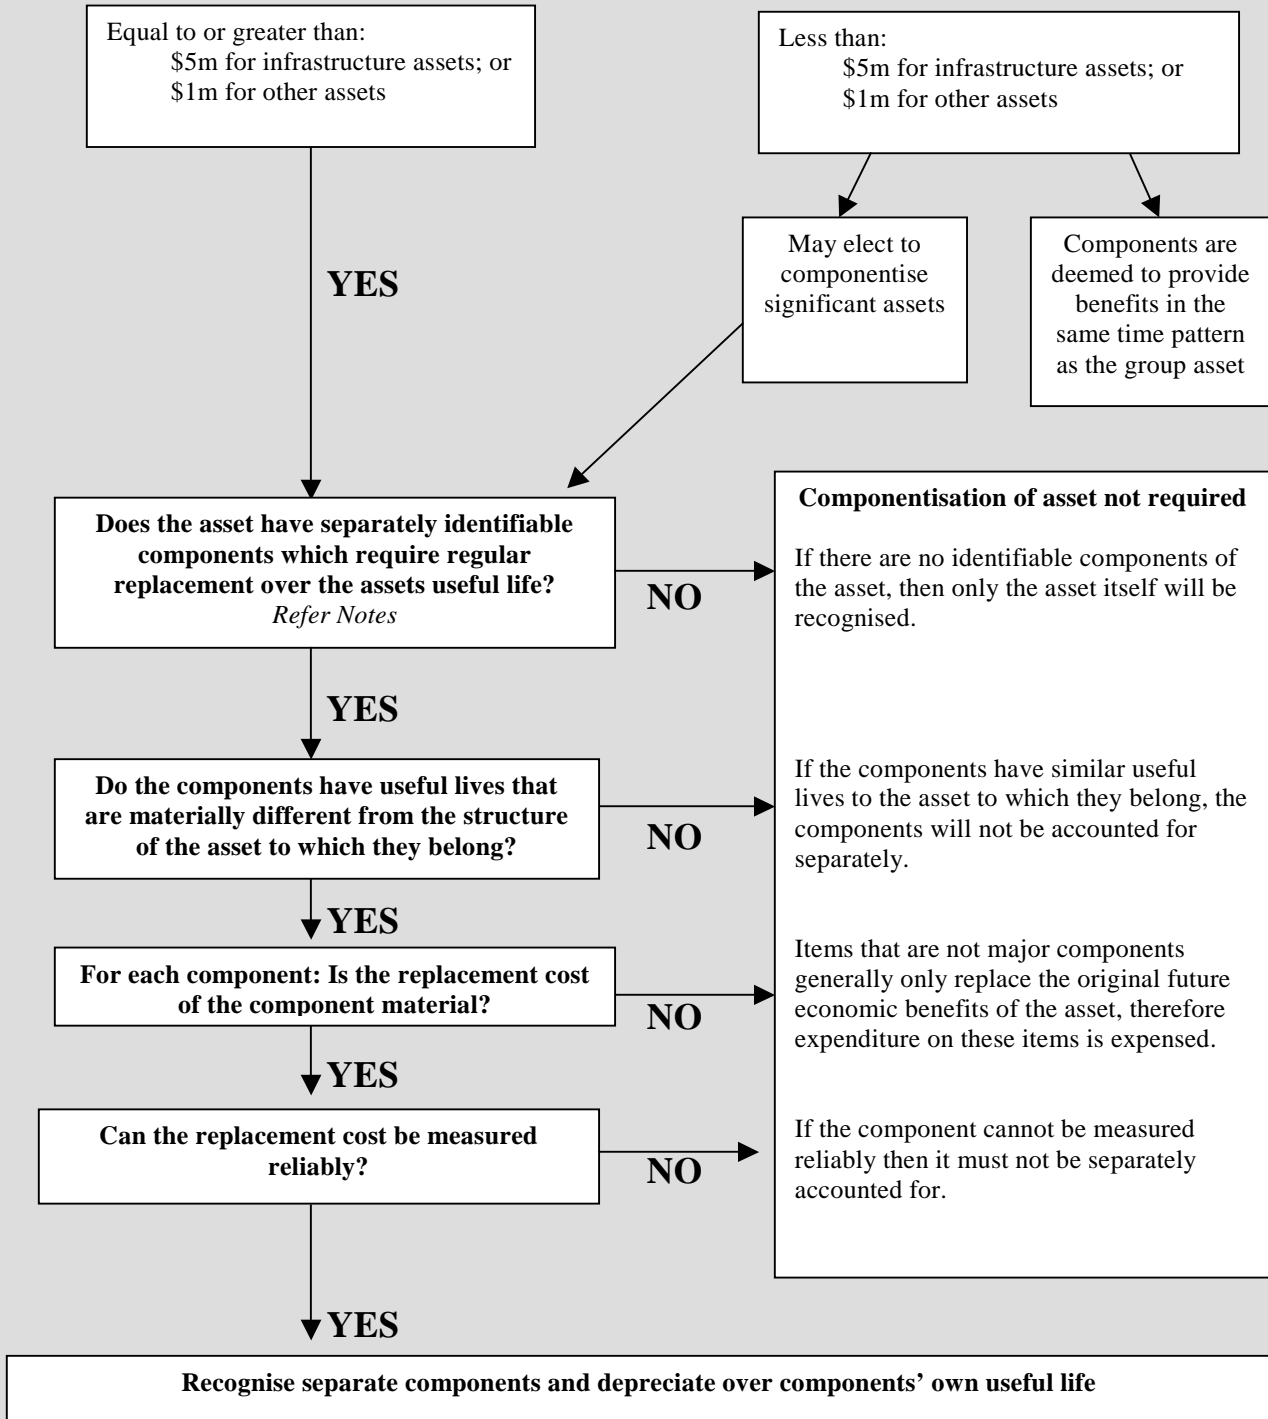 Equal to or greater than:
$5m for infrastructure assets; or
$1m for other assets
Less than:
$5m for infrastructure assets; or
$1m for other assets
YES
May elect to
componentise
significant assets
Components are
deemed to provide
benefits in the
same time pattern
as the group asset
Does the asset have separately identifiable
components which require regular
replacement over the assets useful life?
Refer Notes
NO
Componentisation of asset not required
If there are no identifiable components of
the asset, then only the asset itself will be
recognised.
YES
Do the components have useful lives that
are materially different from the structure
of the asset to which they belong?
NO
If the components have similar useful
lives to the asset to which they belong, the
components will not be accounted for
separately.
YES
For each component: Is the replacement cost
of the component material?
NO
Items that are not major components
generally only replace the original future
economic benefits of the asset, therefore
expenditure on these items is expensed.
YES
Can the replacement cost be measured
reliably?
NO
If the component cannot be measured
reliably then it must not be separately
accounted for.
YES
Recognise separate components and depreciate over components’ own useful life